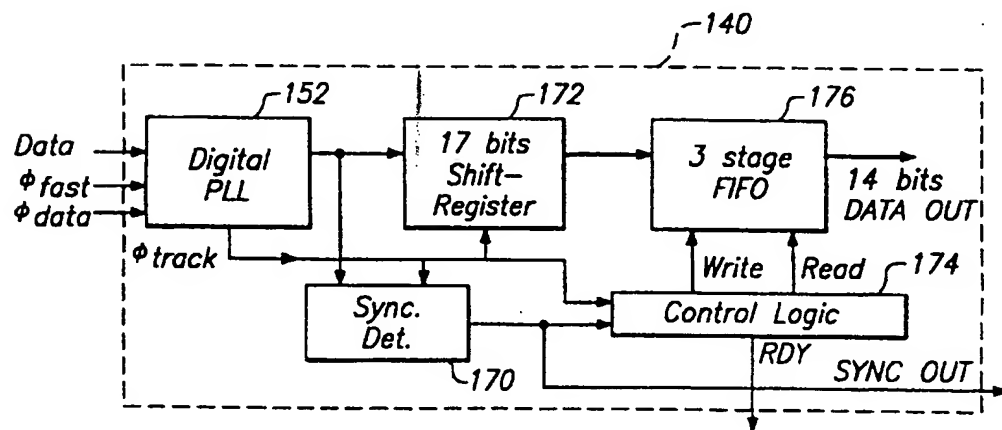 140
152
172
176
Data
ϕfast
ϕdata
Digital
PLL
17 bits
Shift-
Register
3 stage
FIFO
14 bits
DATA OUT
ϕtrack
Write
Read
174
Sync.
Det.
Control Logic
170
RDY
SYNC OUT